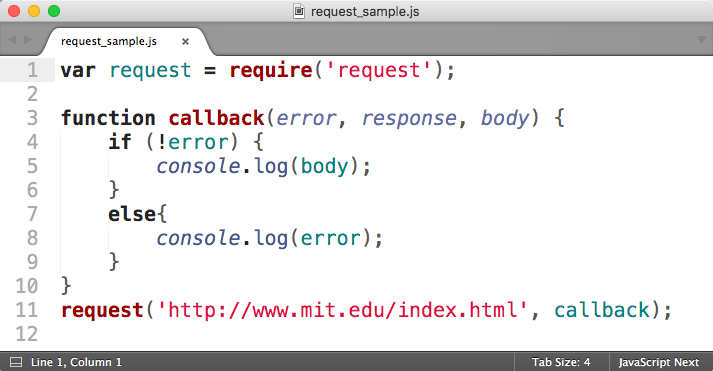 request_sample.js
request_sample.js ×
1 var request = require('request');
2
3 function callback(error, response, body) {
4     if (!error) {
5         console.log(body);
6     }
7     else{
8         console.log(error);
9     }
10 }
11 request('http://www.mit.edu/index.html', callback);
12
Line 1, Column 1 Tab Size: 4 JavaScript Next